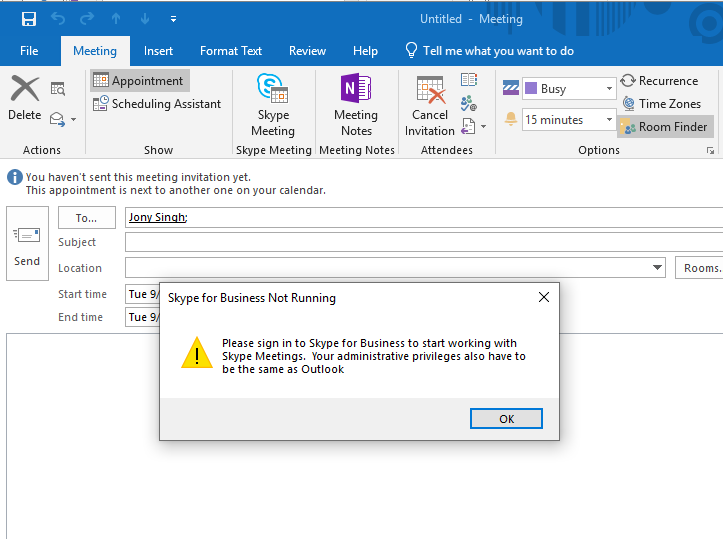 Untitled - Meeting
File Meeting Insert Format Text Review Help Tell me what you want to do
Delete
Actions
Appointment
Scheduling Assistant
Show
Skype
Meeting
Skype Meeting
Meeting
Notes
Meeting Notes
Cancel
Invitation
Attendees
Busy
15 minutes
Recurrence
Time Zones
Room Finder
Options
You haven't sent this meeting invitation yet.
This appointment is next to another one on your calendar.
Send
To... Jony Singh;
Subject
Location Rooms.
Start time Tue 9/
End time Tue 9/
Skype for Business Not Running
Please sign in to Skype for Business to start working with
Skype Meetings. Your administrative privileges also have to
be the same as Outlook
OK